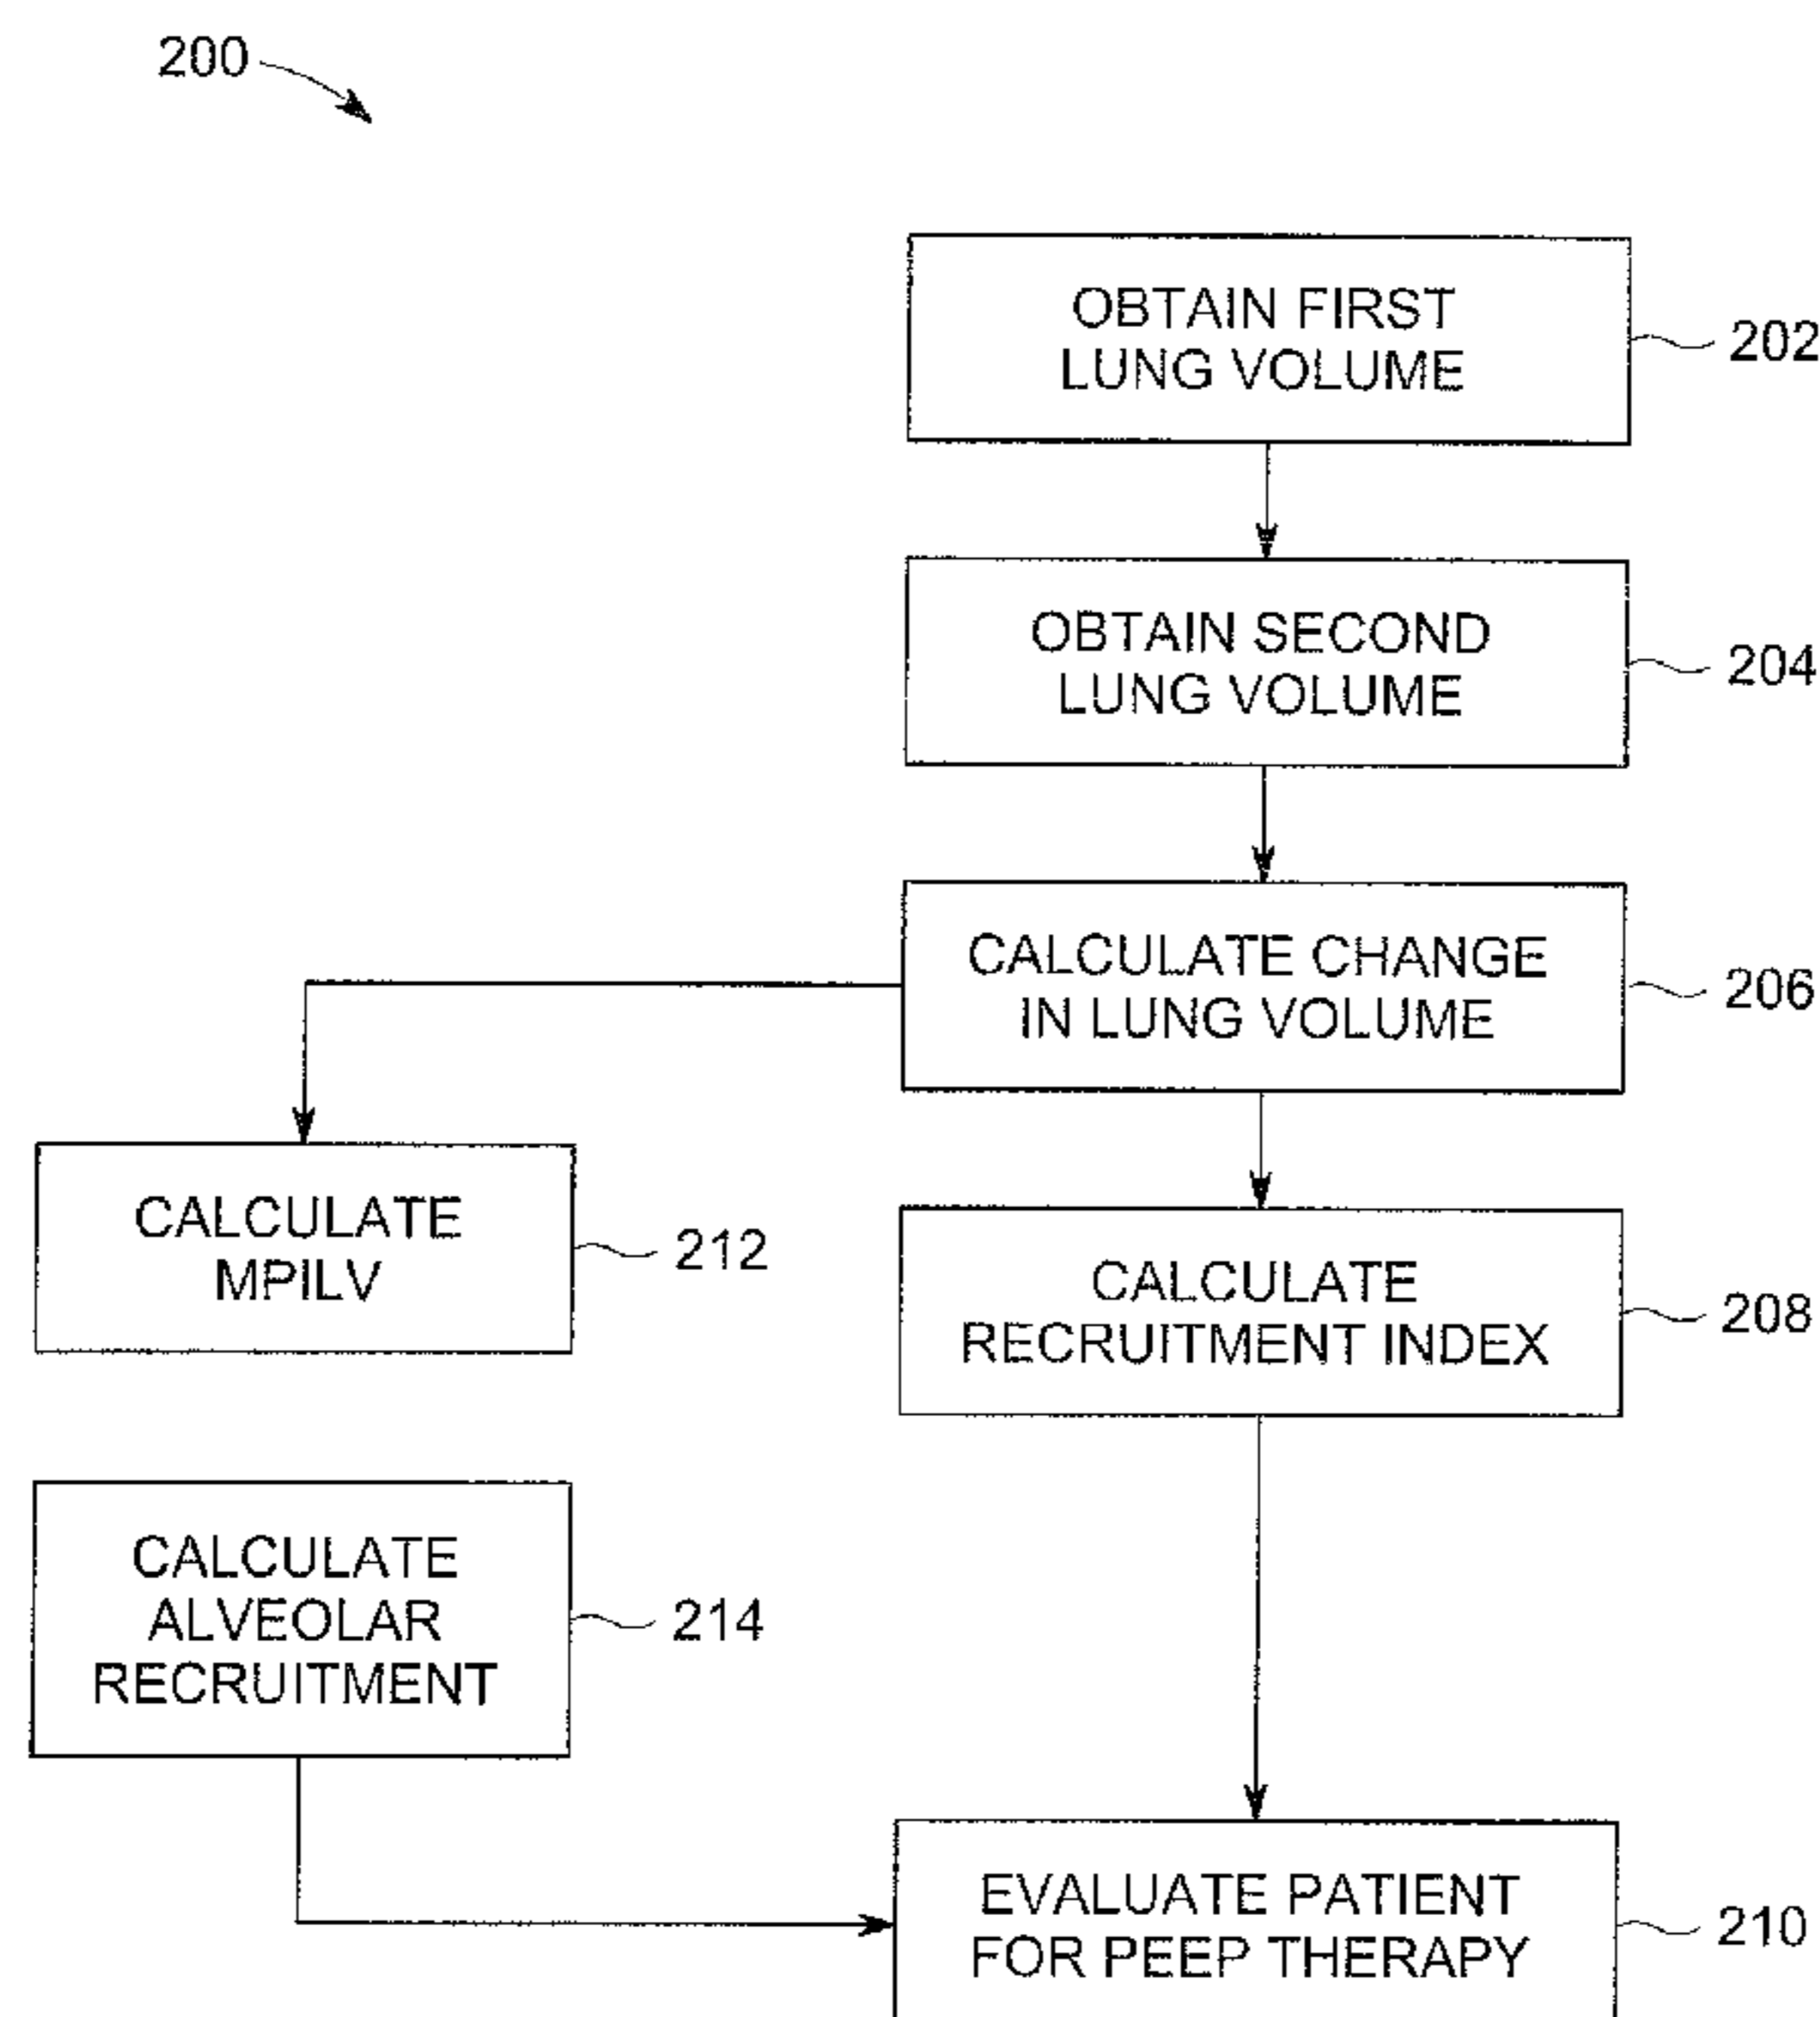 200
OBTAIN FIRST
LUNG VOLUME
202
OBTAIN SECOND
LUNG VOLUME
204
CALCULATE CHANGE
IN LUNG VOLUME
206
CALCULATE
MPILV
212
CALCULATE
RECRUITMENT INDEX
208
CALCULATE
ALVEOLAR
RECRUITMENT
214
EVALUATE PATIENT
FOR PEEP THERAPY
210